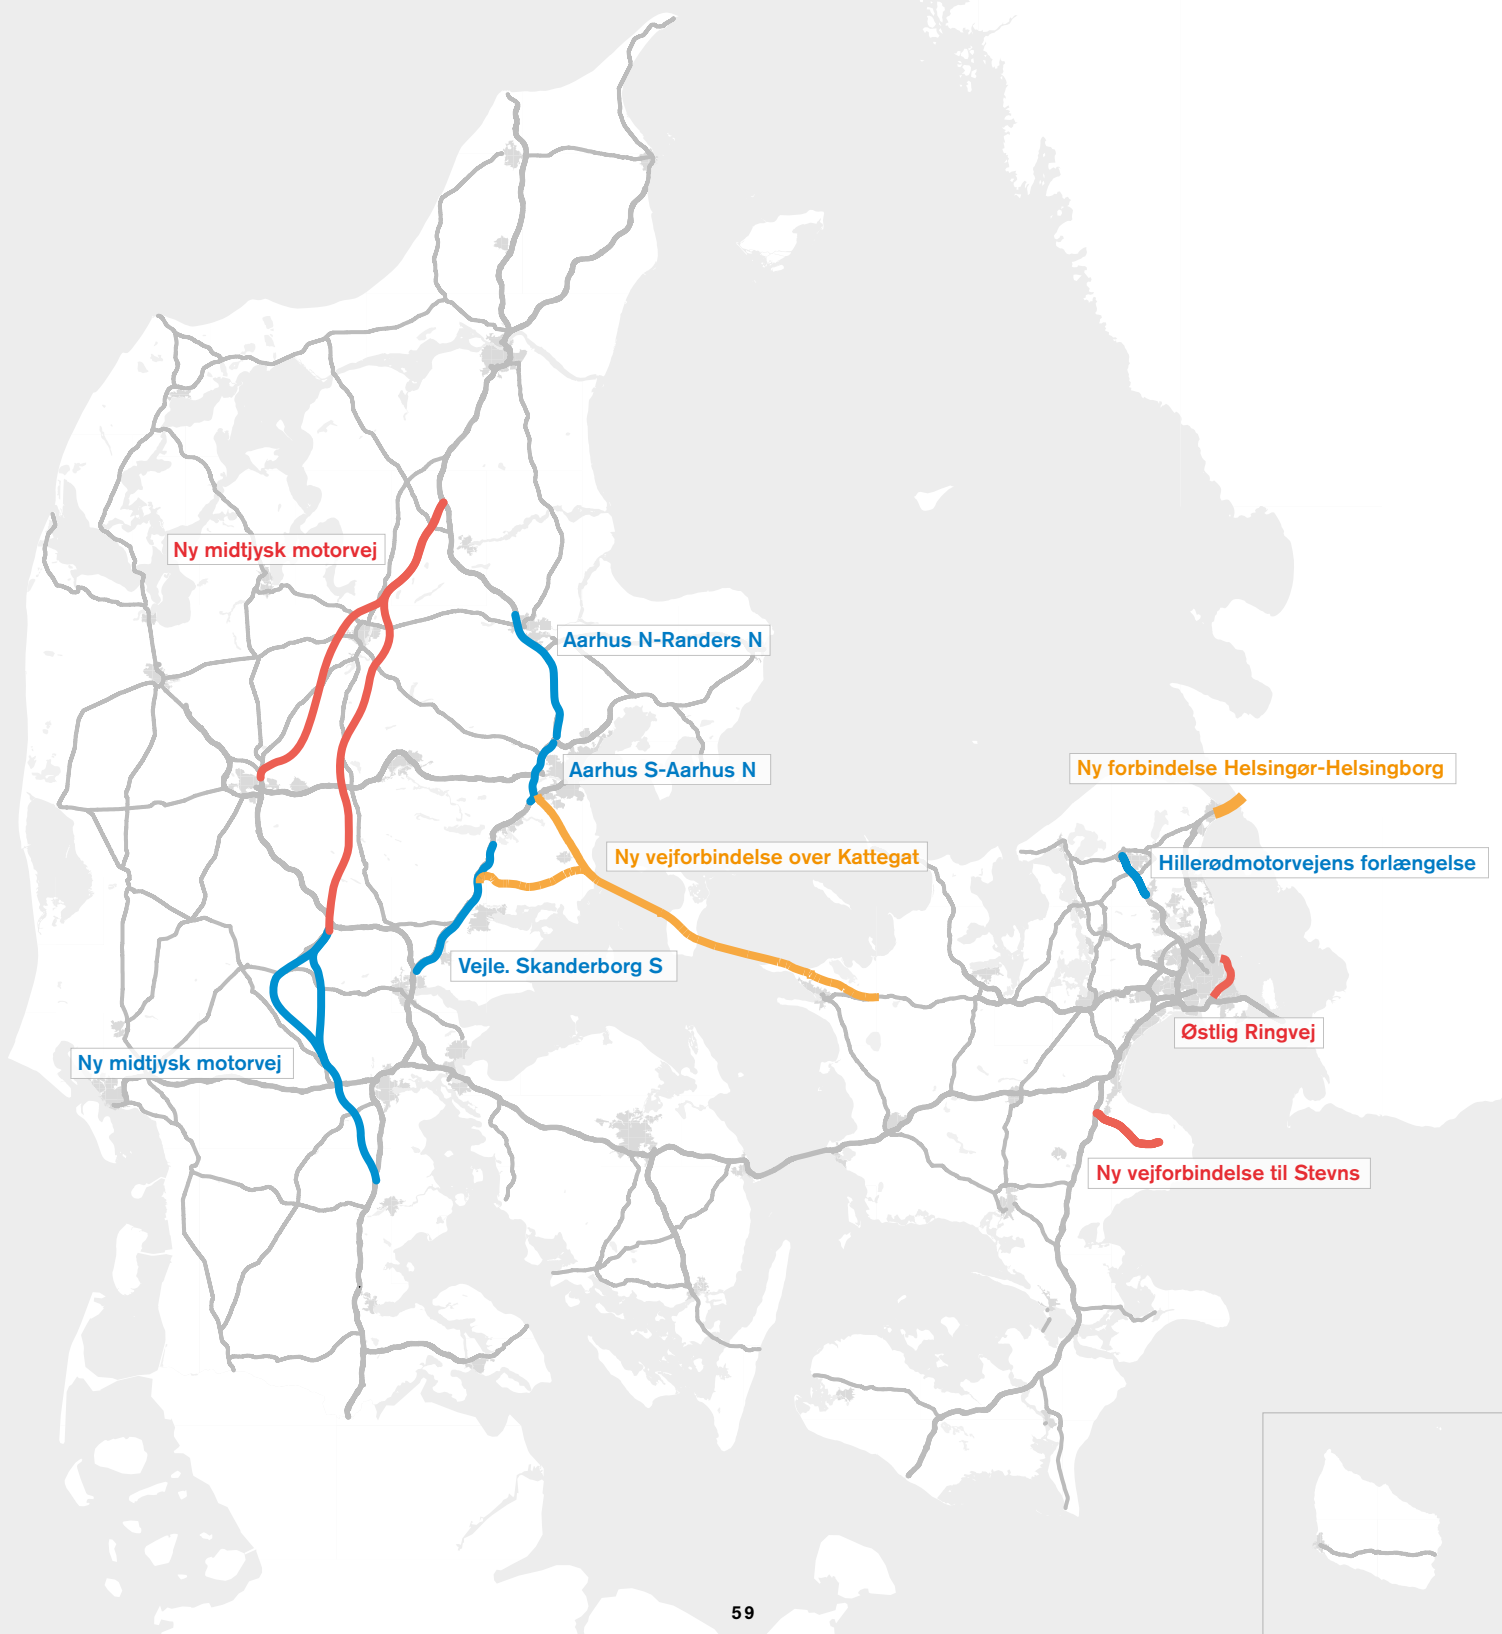 Ny midtjysk motorvej
Aarhus N-Randers N
Aarhus S-Aarhus N
Ny forbindelse Helsingør-Helsingborg
Ny vejforbindelse over Kattegat
Hillerødmotorvejens forlængelse
Vejle. Skanderborg S
Østlig Ringvej
Ny midtjysk motorvej
Ny vejforbindelse til Stevns
59